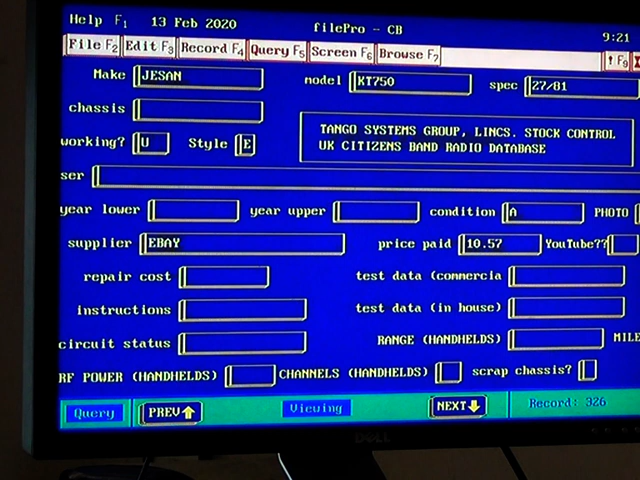 Help F1 13 Feb 2020 filePro - CB 9:21
File F2 Edit F3 Record F4 Query F5 Screen F6 Browse F7 ! F9
Make JESAN model KT750 spec 27/81
chassis
working? U Style E
TANGO SYSTEMS GROUP, LINCS. STOCK CONTROL
UK CITIZENS BAND RADIO DATABASE
ser
year lower year upper condition A PHOTO
supplier EBAY price paid 10.57 YouTube??
repair cost test data (commercia
instructions test data (in house)
circuit status RANGE (HANDHELDS) MILE
RF POWER (HANDHELDS) CHANNELS (HANDHELDS) scrap chassis?
Query PREV Viewing NEXT Record: 326
DELL